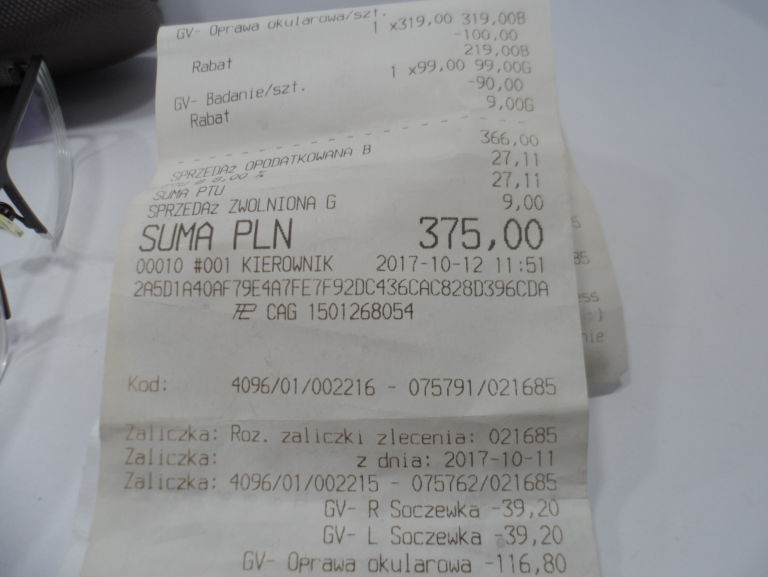 GV- Oprawa okularowa/szt.
1 x319,00 319,00B
-100,00
Rabat 219,00B
1 x99,00 99,00G
GV- Badanie/szt. -90,00
Rabat 9,00G
SPRZEDAż OPODATKOWANA B 366,00
PTU B 8,00 % 27,11
SUMA PTU 27,11
SPRZEDAż ZWOLNIONA G 9,00
SUMA PLN 375,00
00010 #001 KIEROWNIK 2017-10-12 11:51
2A5D1A40AF79E4A7FE7F92DC436CAC828D396CDA
CAG 1501268054
Kod: 4096/01/002216 - 075791/021685
Zaliczka: Roz. zaliczki zlecenia: 021685
Zaliczka: z dnia: 2017-10-11
Zaliczka: 4096/01/002215 - 075762/021685
GV- R Soczewka -39,20
GV- L Soczewka -39,20
GV- Oprawa okularowa -116,80